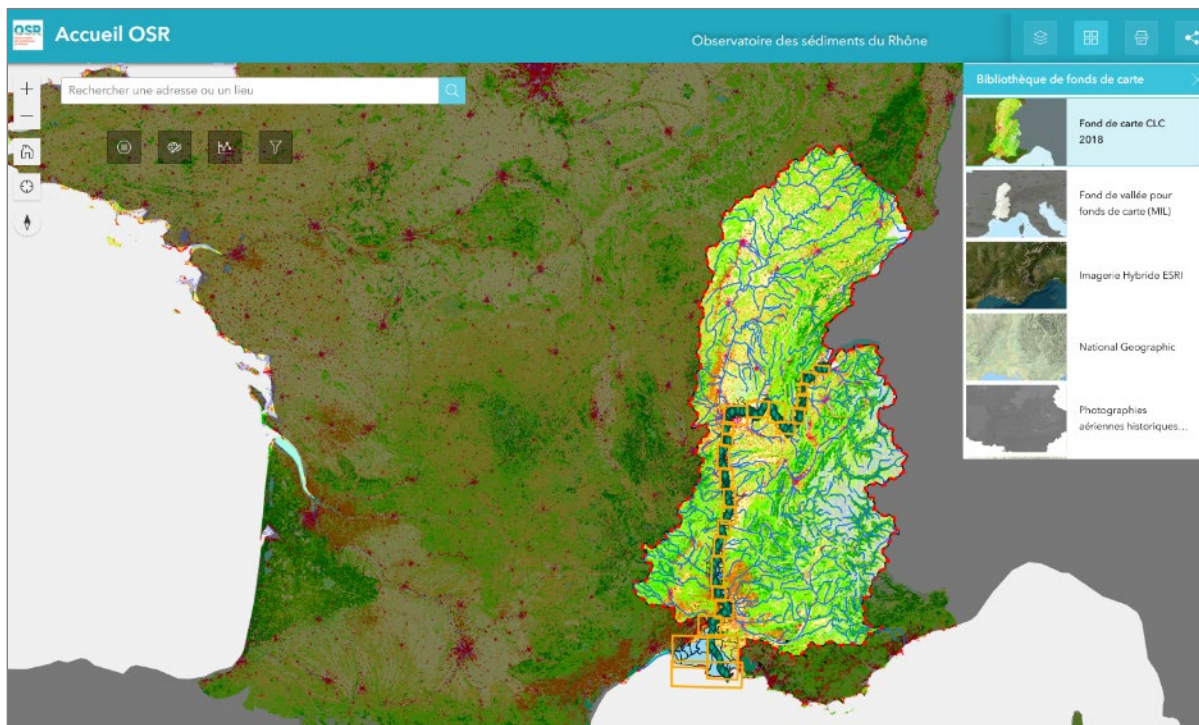 OSR
Accueil OSR
Observatoire des sédiments du Rhône
Rechercher une adresse ou un lieu
Bibliothèque de fonds de carte
Fond de carte CLC
2018
Fond de vallée pour
fonds de carte (MIL)
Imagerie Hybride ESRI
National Geographic
Photographies
aériennes historiques...